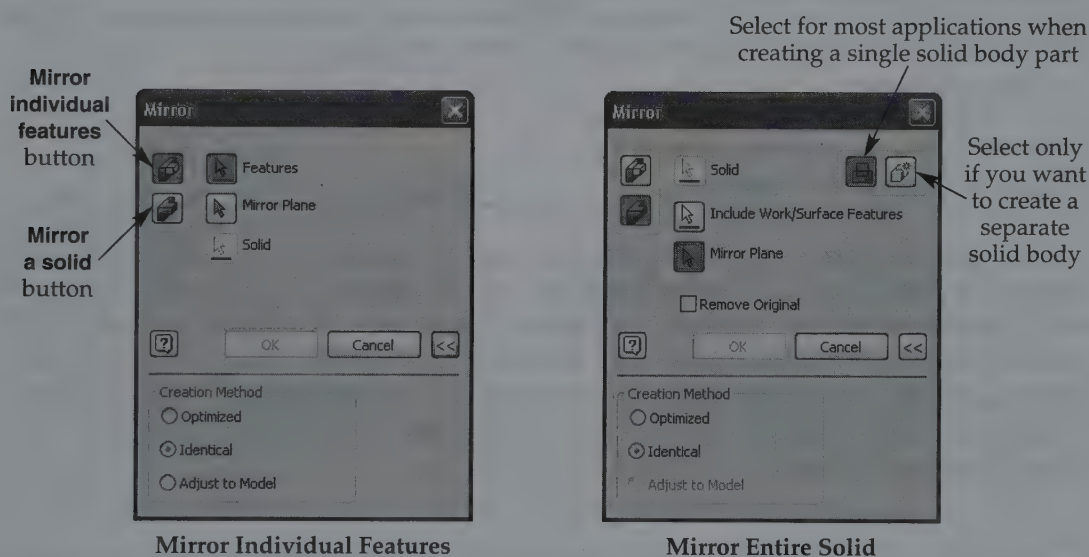 Select for most applications when
creating a single solid body part
Mirror
individual
features
button
Mirror
a solid
button
Mirror
Features
Mirror Plane
Solid
?
OK
Cancel
<<
Creation Method
Optimized
Identical
Adjust to Model
Mirror Individual Features
Mirror
Solid
Include Work/Surface Features
Mirror Plane
Remove Original
?
OK
Cancel
<<
Creation Method
Optimized
Identical
Adjust to Model
Mirror Entire Solid
Select only
if you want
to create a
separate
solid body